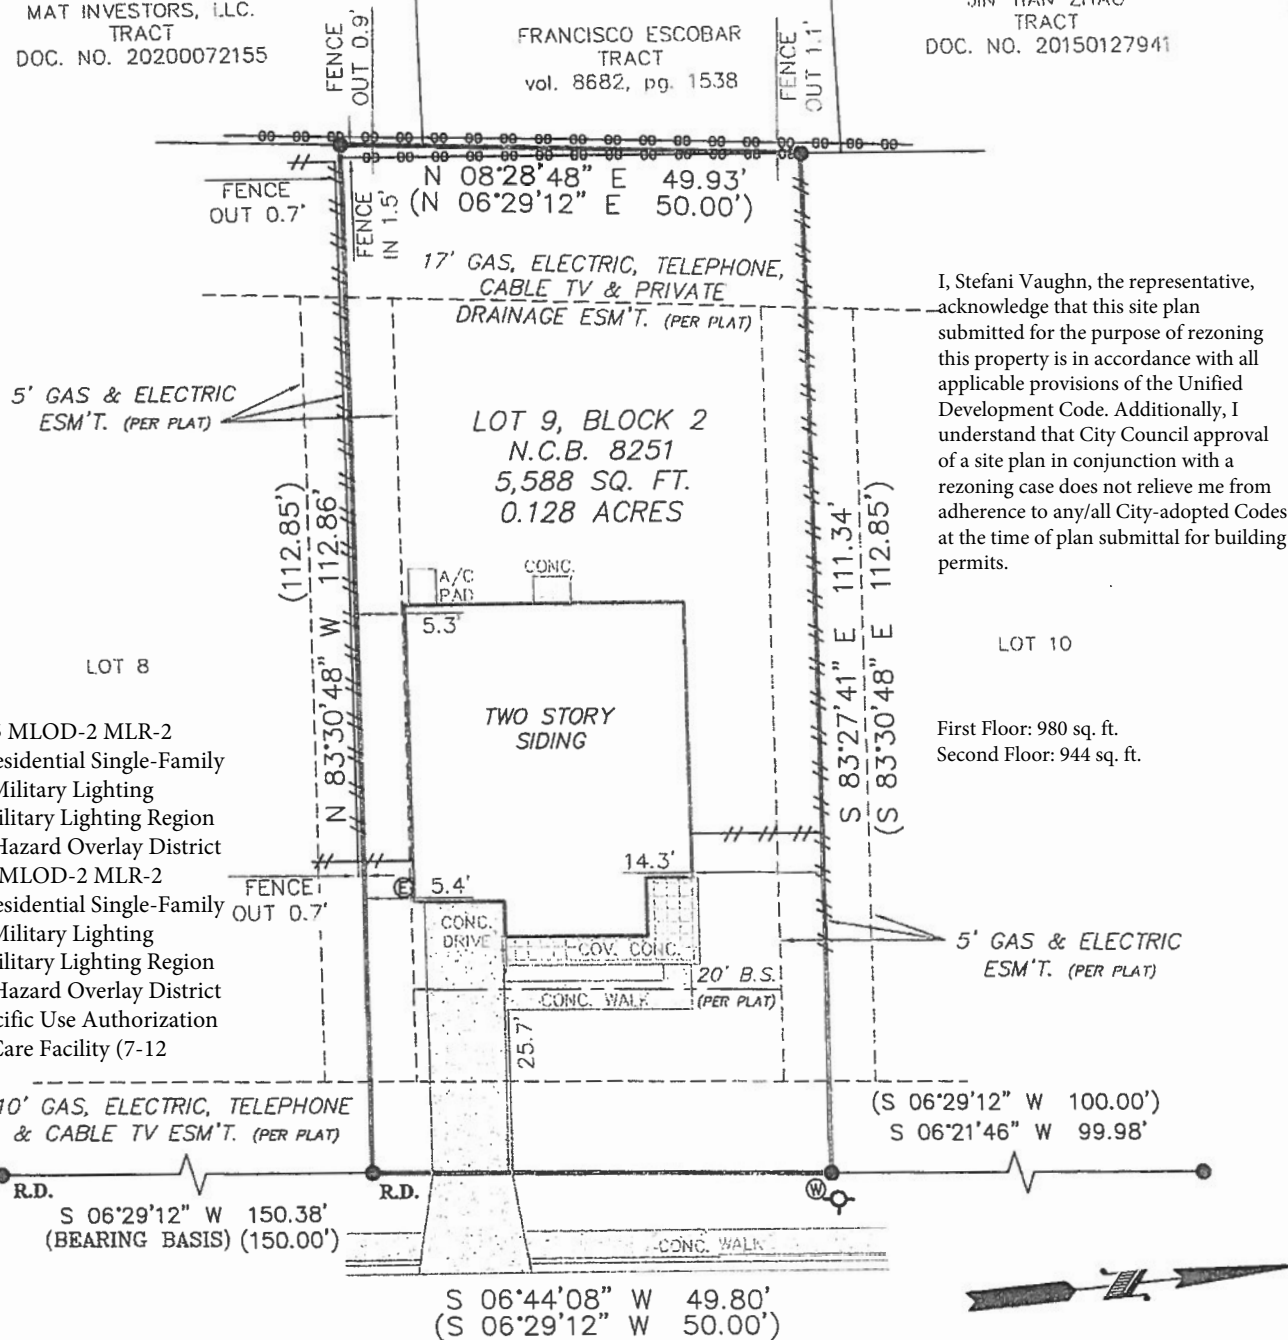 MAT INVESTORS, LLC.
TRACT
DOC. NO. 20200072155
FENCE
OUT 0.9'
FRANCISCO ESCOBAR
TRACT
vol. 8682, pg. 1538
FENCE
OUT 1.1'
TRACT
DOC. NO. 20150127941
FENCE
OUT 0.7'
FENCE
IN 1.5'
N 08°28'48" E 49.93'
(N 06°29'12" E 50.00')
17' GAS, ELECTRIC, TELEPHONE,
CABLE TV & PRIVATE
DRAINAGE ESM'T. (PER PLAT)
I, Stefani Vaughn, the representative,
acknowledge that this site plan
submitted for the purpose of rezoning
this property is in accordance with all
applicable provisions of the Unified
Development Code. Additionally, I
understand that City Council approval
of a site plan in conjunction with a
rezoning case does not relieve me from
adherence to any/all City-adopted Codes
at the time of plan submittal for building
permits.
5' GAS & ELECTRIC
ESM'T. (PER PLAT)
LOT 9, BLOCK 2
N.C.B. 8251
5,588 SQ. FT.
0.128 ACRES
(112.85')
N 83°30'48" W 112.86'
S 83°27'41" E 111.34'
(S 83°30'48" E 112.85')
A/C
PAD
CONC.
5.3'
LOT 8
LOT 10
TWO STORY
SIDING
First Floor: 980 sq. ft.
Second Floor: 944 sq. ft.
MLOD-2 MLR-2
esidential Single-Family
Military Lighting
ilitary Lighting Region
Hazard Overlay District
MLOD-2 MLR-2
esidential Single-Family
Military Lighting
ilitary Lighting Region
Hazard Overlay District
cific Use Authorization
Care Facility (7-12
FENCE
OUT 0.7'
E
5.4'
14.3'
CONC.
DRIVE
COV. CONC.
20' B.S.
(PER PLAT)
CONC. WALK
25.7'
5' GAS & ELECTRIC
ESM'T. (PER PLAT)
10' GAS, ELECTRIC, TELEPHONE
& CABLE TV ESM'T. (PER PLAT)
(S 06°29'12" W 100.00')
S 06°21'46" W 99.98'
R.D.
R.D.
W
S 06°29'12" W 150.38'
(BEARING BASIS) (150.00')
CONC. WALK
S 06°44'08" W 49.80'
(S 06°29'12" W 50.00')